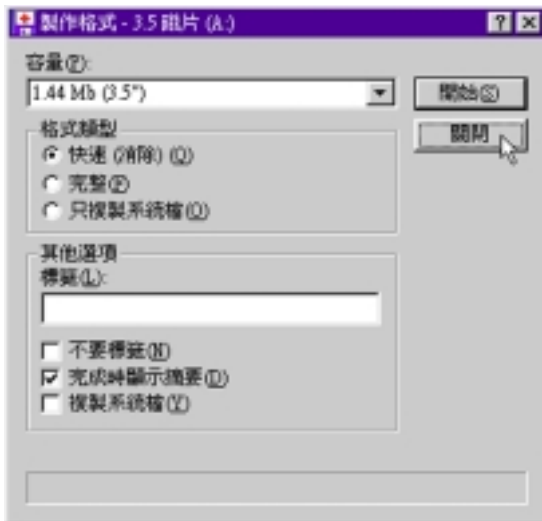 製作格式 - 3.5 磁片 (A:)
容量(P):
1.44 Mb (3.5")
開始(S)
關閉
格式類型
快速 (清除) (Q)
完整(F)
只複製系統檔(O)
其他選項
標籤(L):
不要標籤(N)
完成時顯示摘要(D)
複製系統檔(Y)